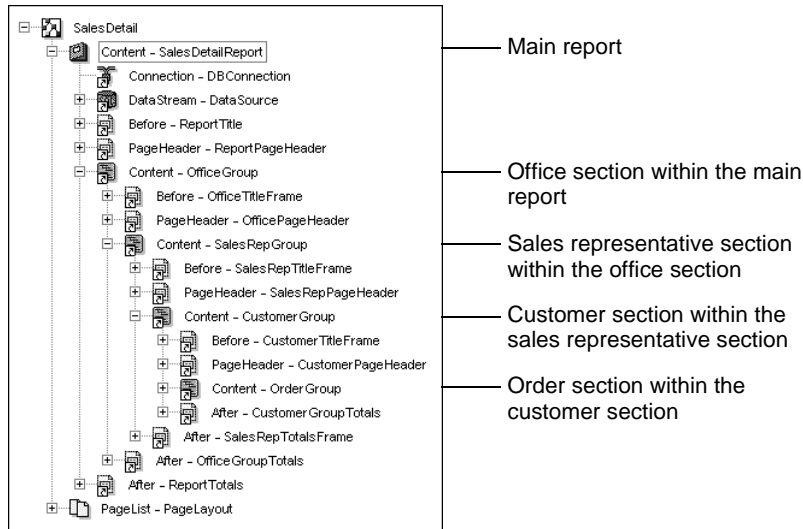 SalesDetail
Content - SalesDetailReport
Main report
Connection - DBConnection
DataStream - DataSource
Before - ReportTitle
PageHeader - ReportPageHeader
Content - OfficeGroup
Office section within the main
report
Before - OfficeTitleFrame
PageHeader - OfficePageHeader
Content - SalesRepGroup
Sales representative section
within the office section
Before - SalesRepTitleFrame
PageHeader - SalesRepPageHeader
Content - CustomerGroup
Customer section within the
sales representative section
Before - CustomerTitleFrame
PageHeader - CustomerPageHeader
Content - OrderGroup
Order section within the
customer section
After - CustomerGroupTotals
After - SalesRepTotalsFrame
After - OfficeGroupTotals
After - ReportTotals
PageList - PageLayout